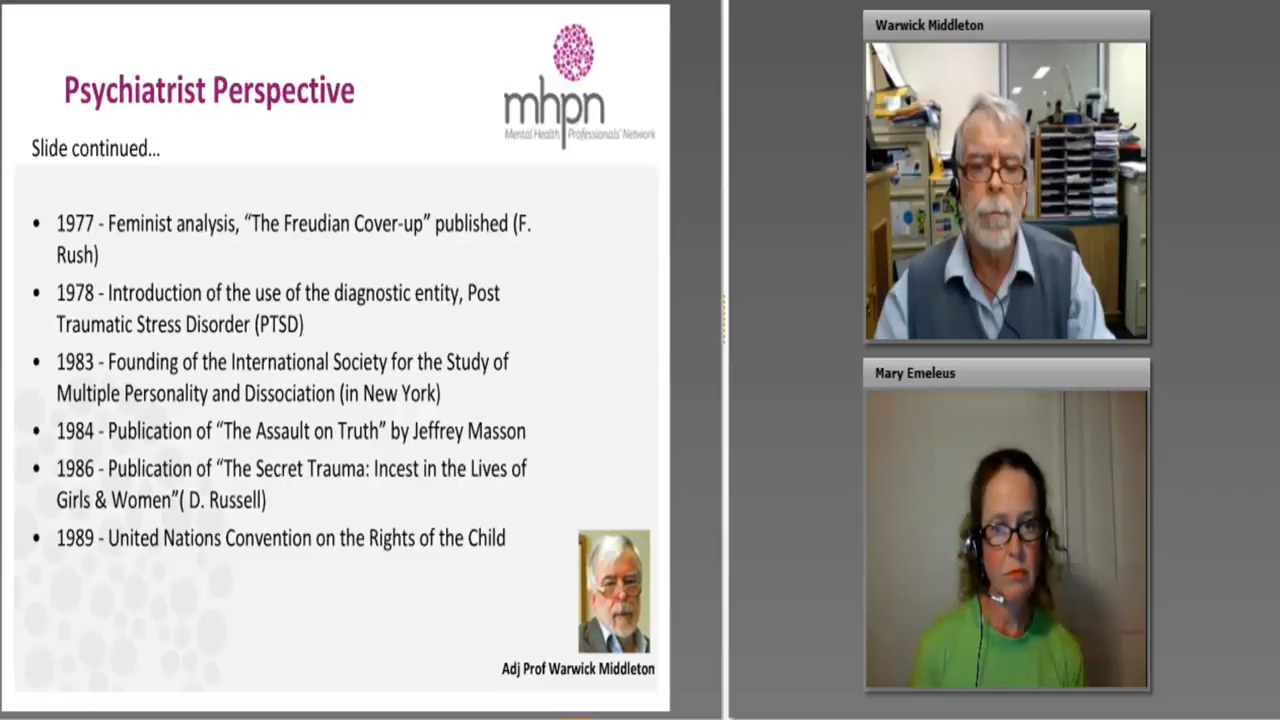 Psychiatrist Perspective
mhpn
Mental Health Professionals' Network
Slide continued...
• 1977 - Feminist analysis, “The Freudian Cover-up” published (F.
Rush)
• 1978 - Introduction of the use of the diagnostic entity, Post
Traumatic Stress Disorder (PTSD)
• 1983 - Founding of the International Society for the Study of
Multiple Personality and Dissociation (in New York)
• 1984 - Publication of “The Assault on Truth” by Jeffrey Masson
• 1986 - Publication of “The Secret Trauma: Incest in the Lives of
Girls & Women”( D. Russell)
• 1989 - United Nations Convention on the Rights of the Child
Adj Prof Warwick Middleton
Warwick Middleton
Mary Emeleus